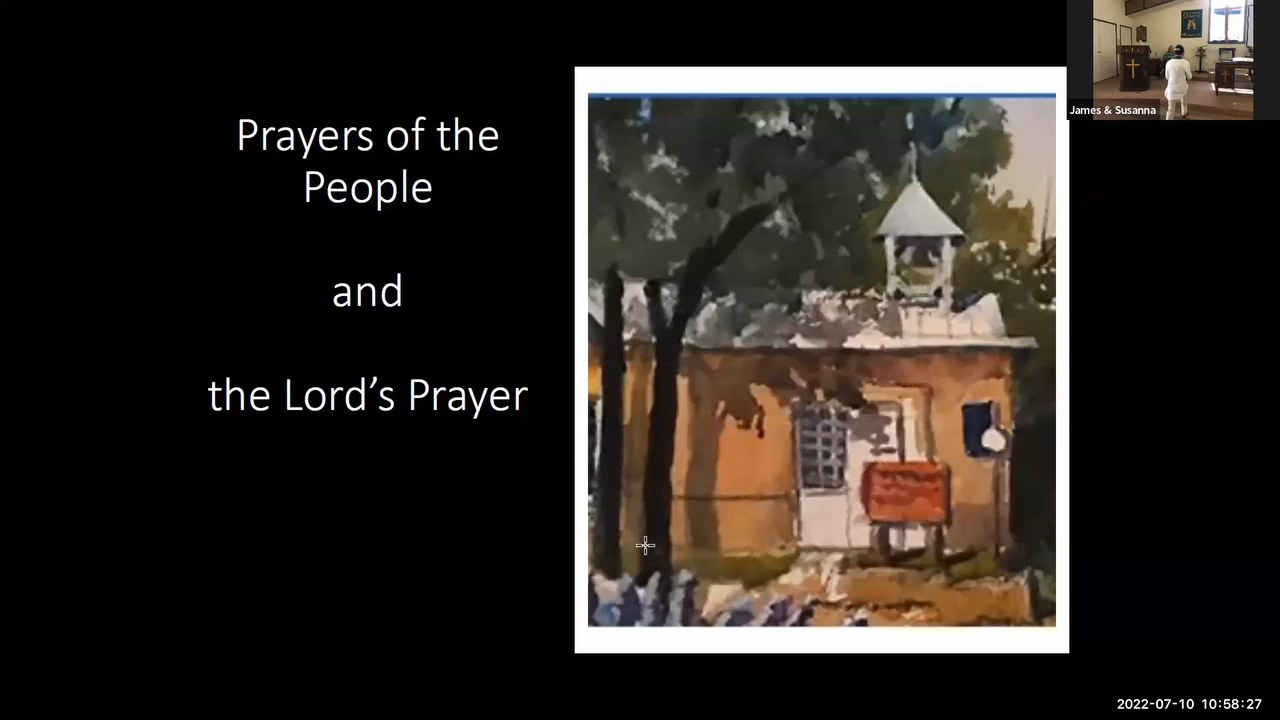 Prayers of the
People
and
the Lord’s Prayer
James & Susanna
2022-07-10 10:58:27